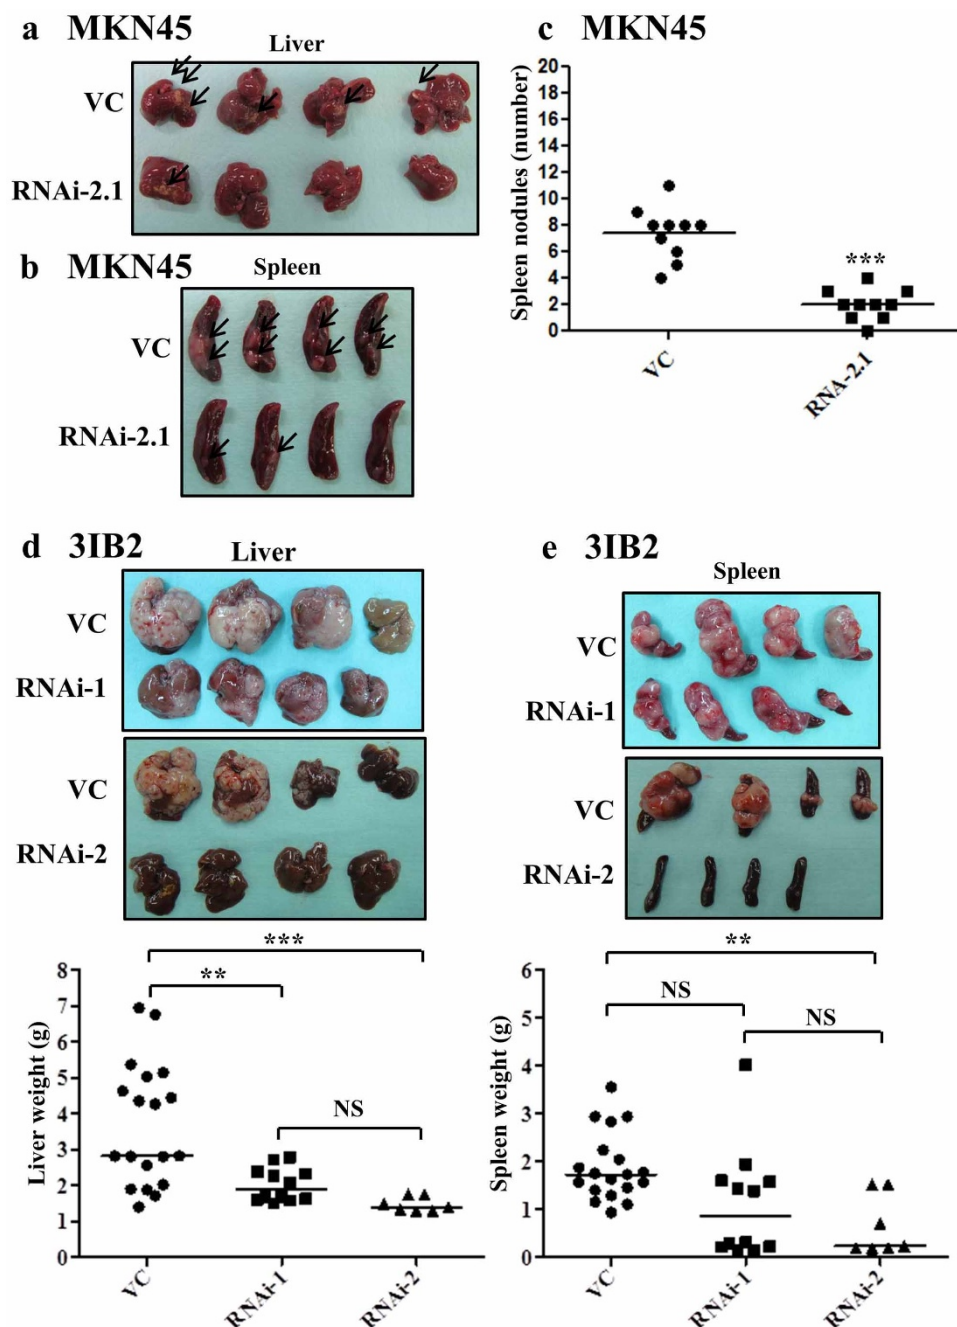 a MKN45
Liver
VC
RNAi-2.1
b MKN45
Spleen
VC
RNAi-2.1
c MKN45
Spleen nodules (number)
20
18
16
14
12
10
8
6
4
2
0
***
VC
RNA-2.1
d 3IB2
Liver
VC
RNAi-1
VC
RNAi-2
***
**
NS
Liver weight (g)
8
7
6
5
4
3
2
1
0
VC
RNAi-1
RNAi-2
e 3IB2
Spleen
VC
RNAi-1
VC
RNAi-2
**
NS
NS
Spleen weight (g)
6
5
4
3
2
1
0
VC
RNAi-1
RNAi-2